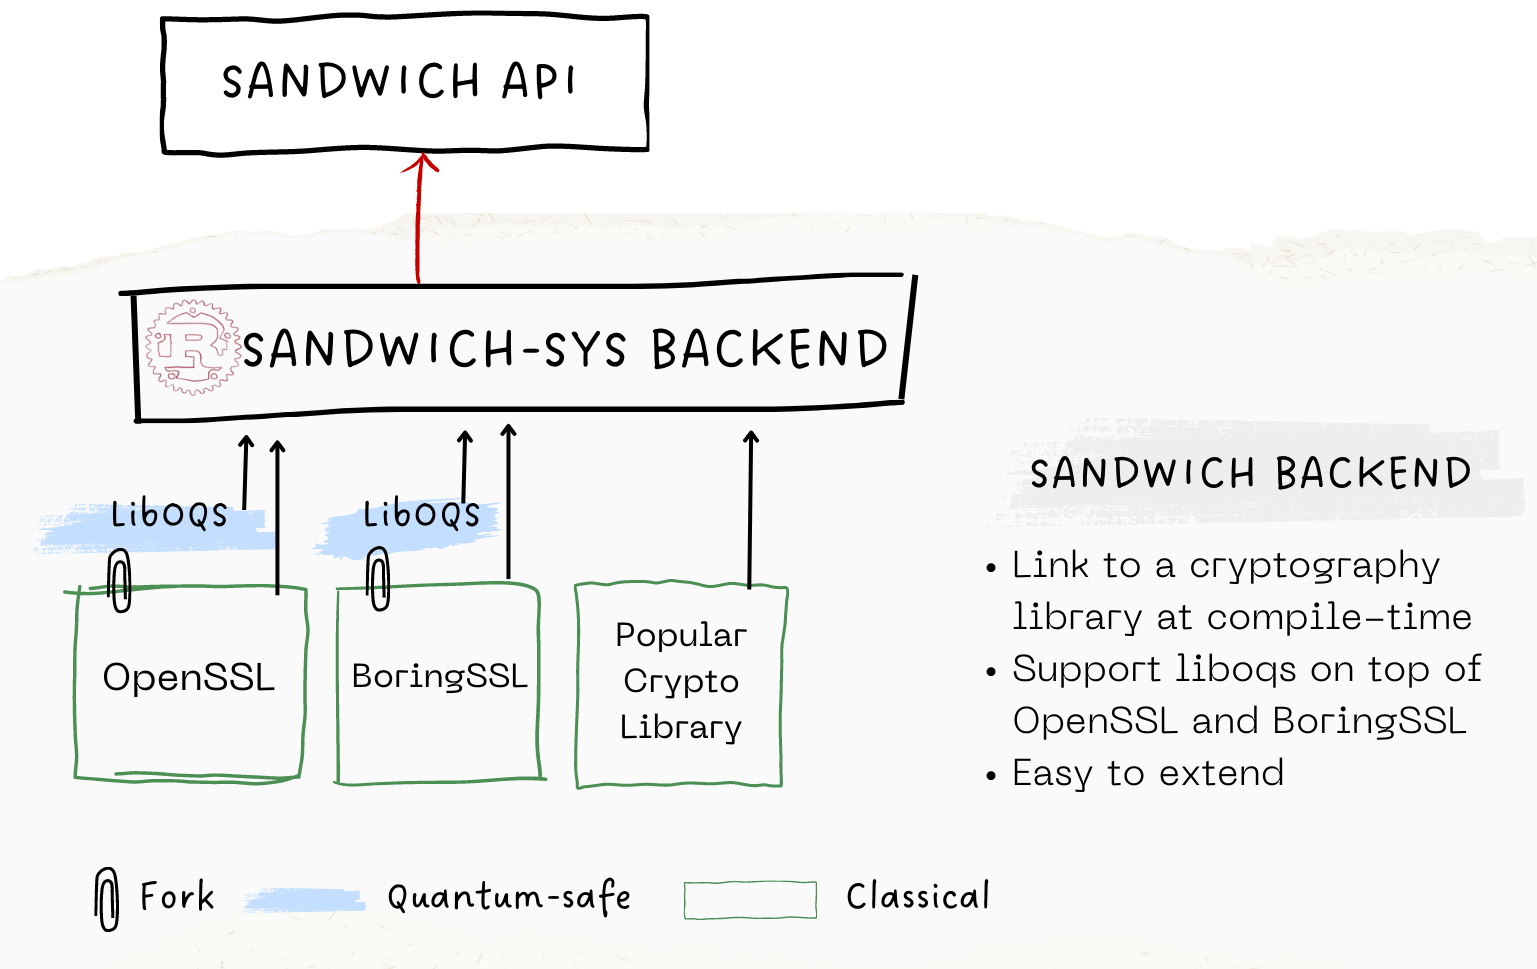 SANDWICH API
SANDWICH-SYS BACKEND
LibOQS
LibOQS
OpenSSL
BoringSSL
Popular
Crypto
Library
SANDWICH BACKEND
• Link to a cryptography
library at compile-time
• Support liboqs on top of
OpenSSL and BoringSSL
• Easy to extend
Fork
Quantum-safe
Classical